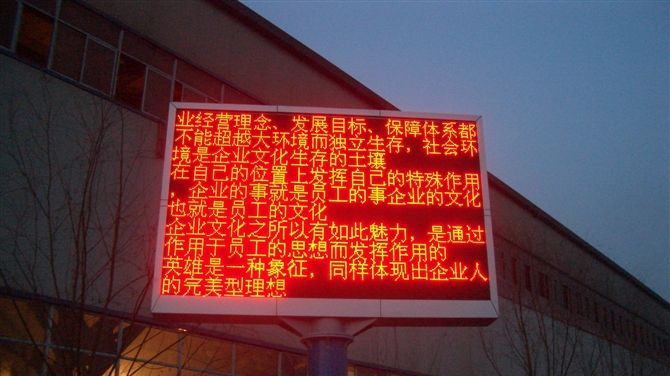 业经营理念、发展目标、保障体系都
不能超越大环境而独立生存，社会环
境是企业文化生存的土壤
在自己的位置上发挥自己的特殊作用
，企业的事就是员工的事企业的文化
也就是员工的文化
企业文化之所以有如此魅力，是通过
作用于员工的思想而发挥作用的
英雄是一种象征，同样体现出企业人
的完美型理想